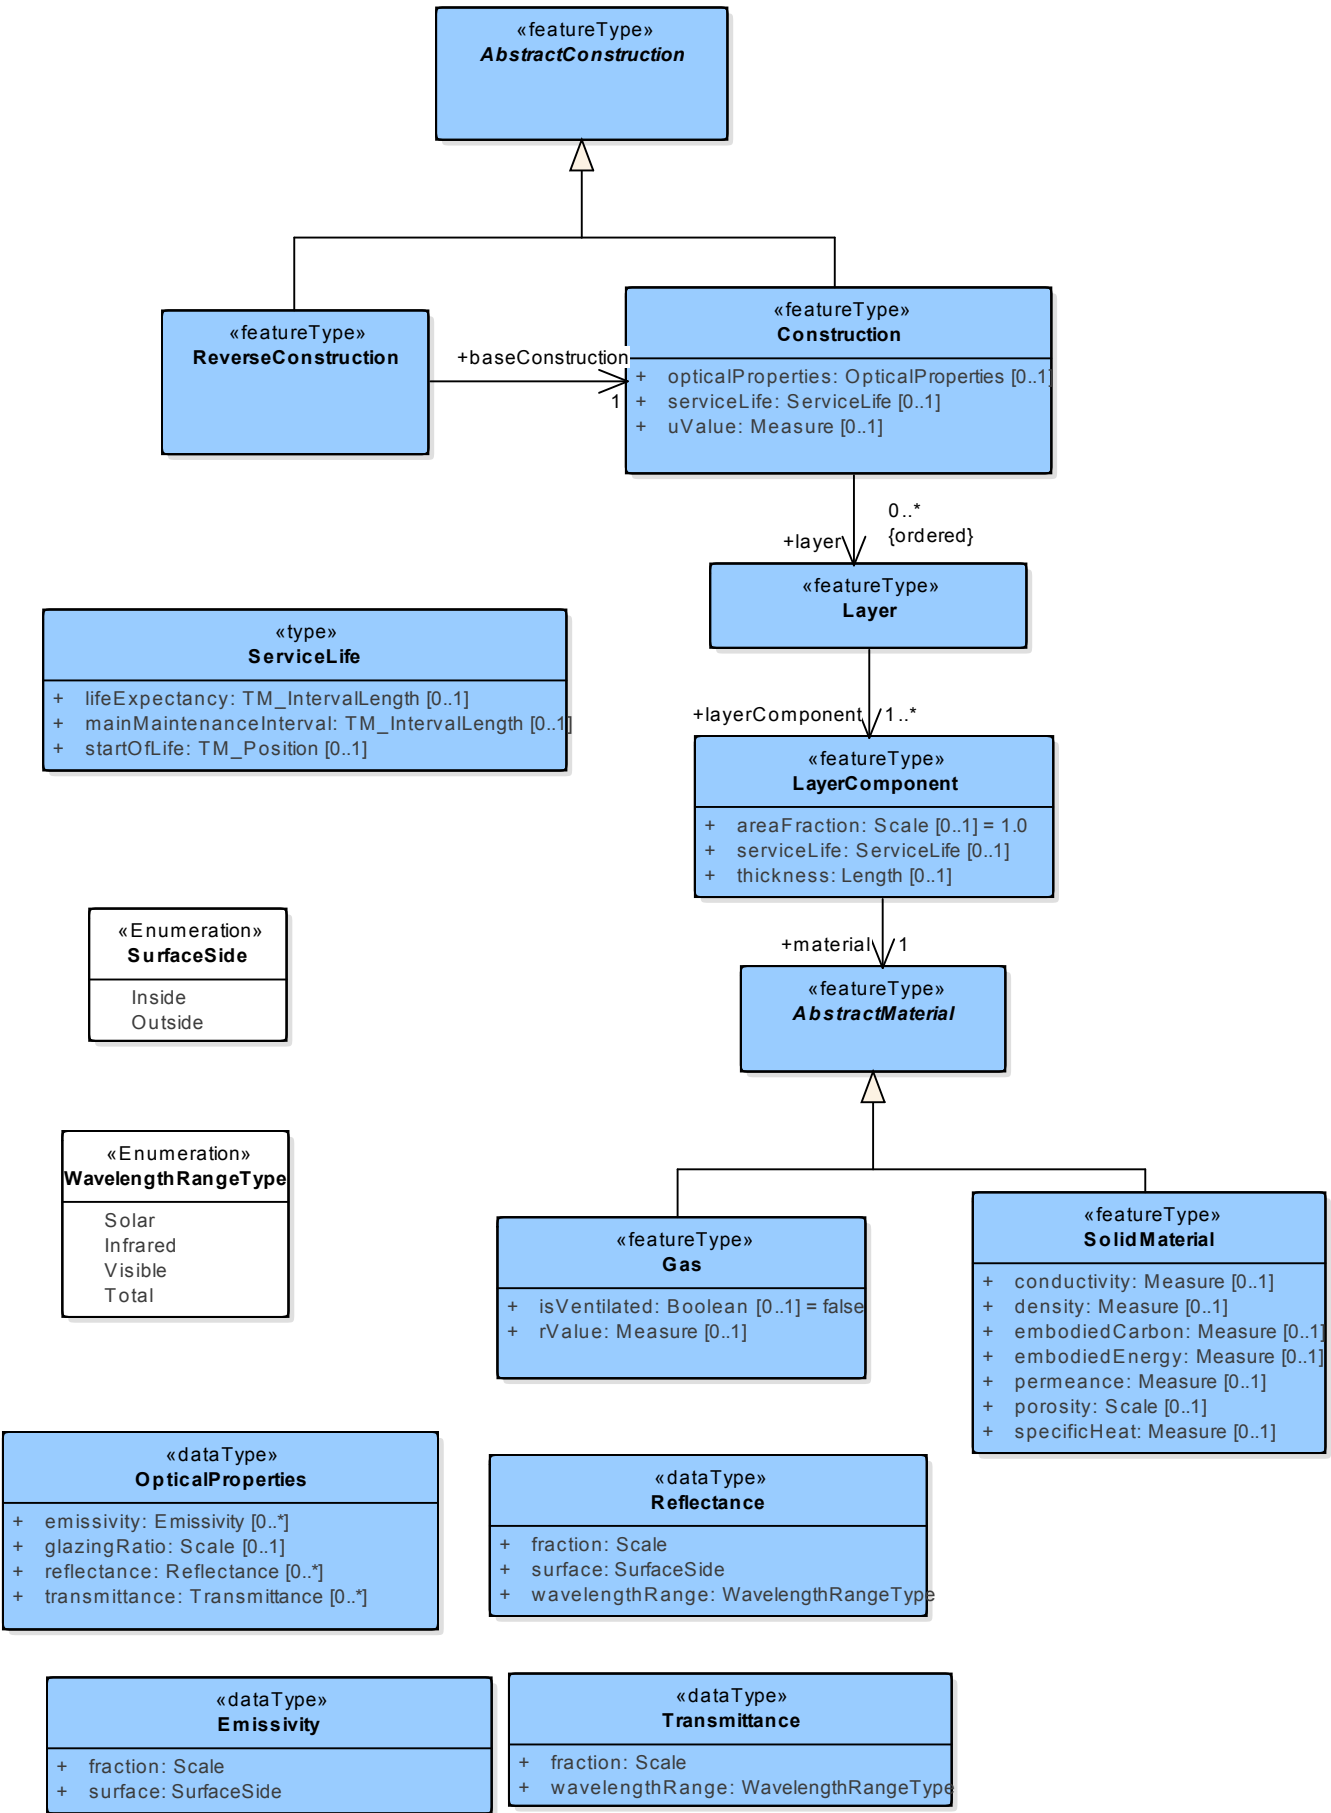 «featureType»
AbstractConstruction
«featureType»
ReverseConstruction
+baseConstruction
1
«featureType»
Construction
+ opticalProperties: OpticalProperties [0..1]
+ serviceLife: ServiceLife [0..1]
+ uValue: Measure [0..1]
0..*
{ordered}
+layer
«featureType»
Layer
«type»
ServiceLife
+ lifeExpectancy: TM_IntervalLength [0..1]
+ mainMaintenanceInterval: TM_IntervalLength [0..1]
+ startOfLife: TM_Position [0..1]
+layerComponent
1..*
«featureType»
LayerComponent
+ areaFraction: Scale [0..1] = 1.0
+ serviceLife: ServiceLife [0..1]
+ thickness: Length [0..1]
«Enumeration»
SurfaceSide
Inside
Outside
+material
1
«featureType»
AbstractMaterial
«Enumeration»
WavelengthRangeType
Solar
Infrared
Visible
Total
«featureType»
Gas
+ isVentilated: Boolean [0..1] = false
+ rValue: Measure [0..1]
«featureType»
SolidMaterial
+ conductivity: Measure [0..1]
+ density: Measure [0..1]
+ embodiedCarbon: Measure [0..1]
+ embodiedEnergy: Measure [0..1]
+ permeance: Measure [0..1]
+ porosity: Scale [0..1]
+ specificHeat: Measure [0..1]
«dataType»
OpticalProperties
+ emissivity: Emissivity [0..*]
+ glazingRatio: Scale [0..1]
+ reflectance: Reflectance [0..*]
+ transmittance: Transmittance [0..*]
«dataType»
Reflectance
+ fraction: Scale
+ surface: SurfaceSide
+ wavelengthRange: WavelengthRangeType
«dataType»
Emissivity
+ fraction: Scale
+ surface: SurfaceSide
«dataType»
Transmittance
+ fraction: Scale
+ wavelengthRange: WavelengthRangeType